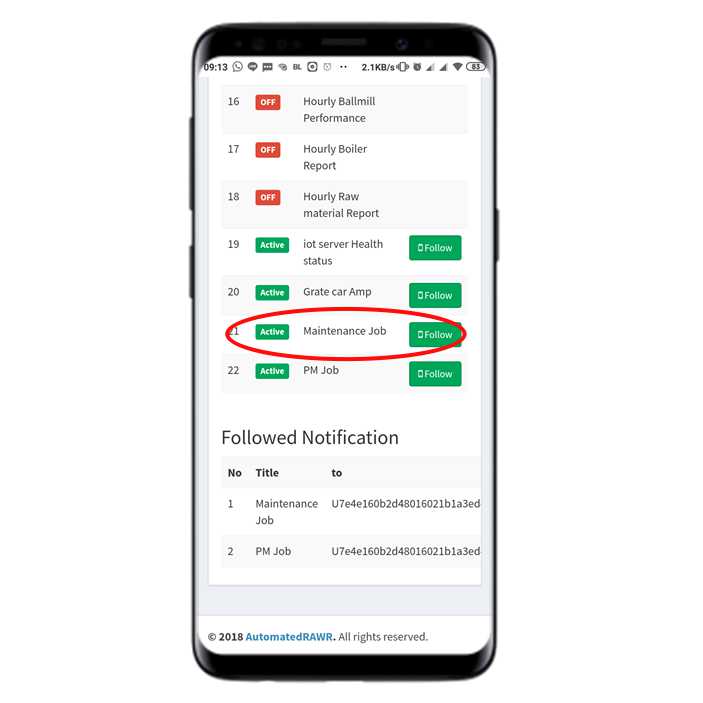 09:13 BL 2.1KB/s 83
16 OFF Hourly Ballmill
Performance
17 OFF Hourly Boiler
Report
18 OFF Hourly Raw
material Report
19 Active iot server Health Follow
status
20 Active Grate car Amp Follow
21 Active Maintenance Job Follow
22 Active PM Job Follow
Followed Notification
No Title to
1 Maintenance U7e4e160b2d48016021b1a3ed
Job
2 PM Job U7e4e160b2d48016021b1a3ed
© 2018 AutomatedRAWR. All rights reserved.